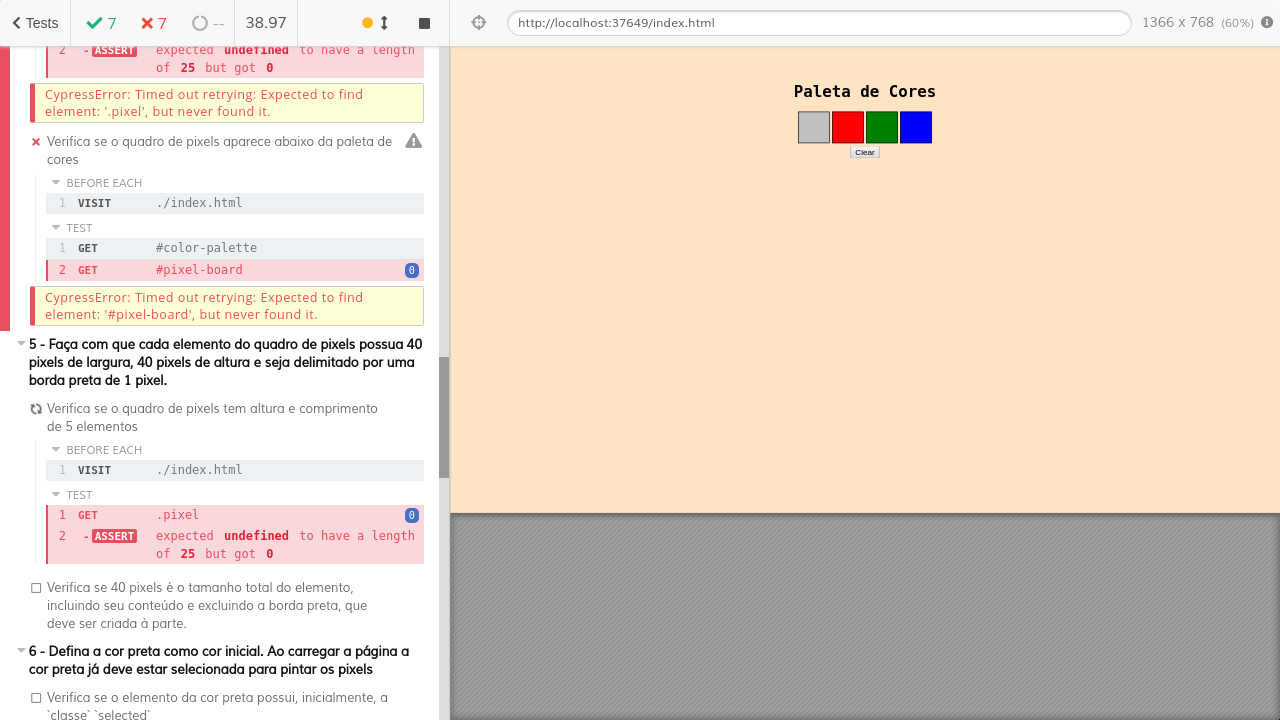 Tests 7 7 -- 38.97 http://localhost:37649/index.html 1366 x 768 (60%)
2 - ASSERT expected undefined to have a length
of 25 but got 0
CypressError: Timed out retrying: Expected to find
element: '.pixel', but never found it.
Verifica se o quadro de pixels aparece abaixo da paleta de
cores
BEFORE EACH
1 VISIT ./index.html
TEST
1 GET #color-palette
2 GET #pixel-board 0
CypressError: Timed out retrying: Expected to find
element: '#pixel-board', but never found it.
5 - Faça com que cada elemento do quadro de pixels possua 40
pixels de largura, 40 pixels de altura e seja delimitado por uma
borda preta de 1 pixel.
Verifica se o quadro de pixels tem altura e comprimento
de 5 elementos
BEFORE EACH
1 VISIT ./index.html
TEST
1 GET .pixel 0
2 - ASSERT expected undefined to have a length
of 25 but got 0
Verifica se 40 pixels é o tamanho total do elemento,
incluindo seu conteúdo e excluindo a borda preta, que
deve ser criada à parte.
6 - Defina a cor preta como cor inicial. Ao carregar a página a
cor preta já deve estar selecionada para pintar os pixels
Verifica se o elemento da cor preta possui, inicialmente, a
`classe` `selected`
Paleta de Cores
Clear